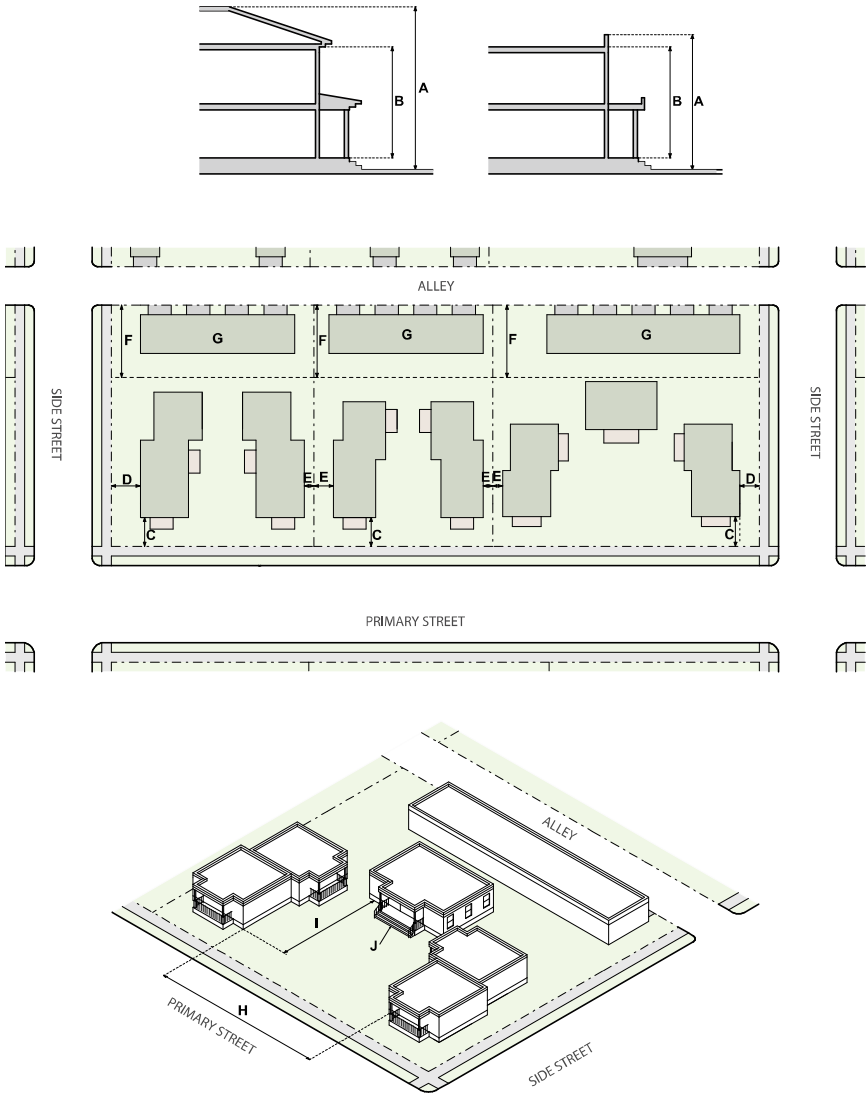 A
B
B
A
ALLEY
F
G
F
G
F
G
SIDE STREET
SIDE STREET
D
E
E
E
E
D
C
C
C
PRIMARY STREET
ALLEY
I
J
H
PRIMARY STREET
SIDE STREET